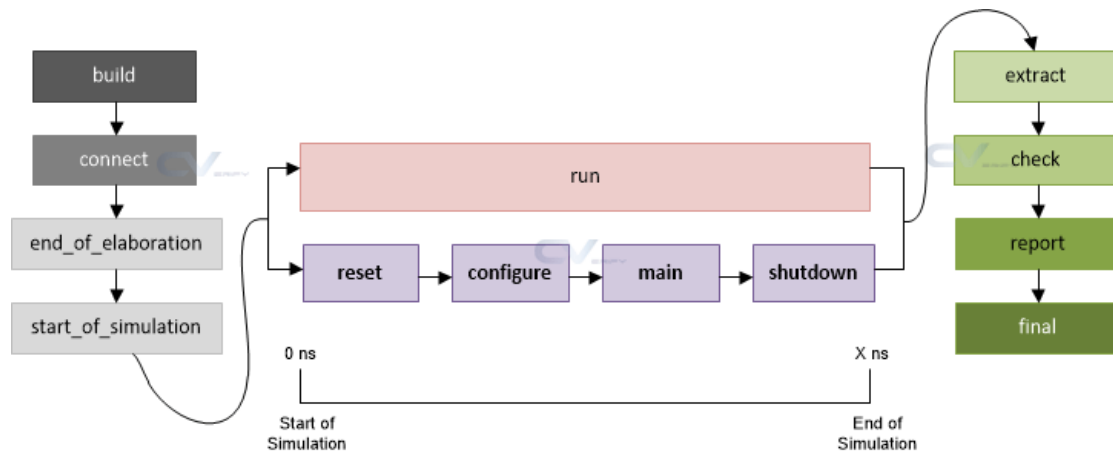 build
connect
end_of_elaboration
start_of_simulation
run
reset
configure
main
shutdown
0 ns
X ns
Start of
Simulation
End of
Simulation
extract
check
report
final